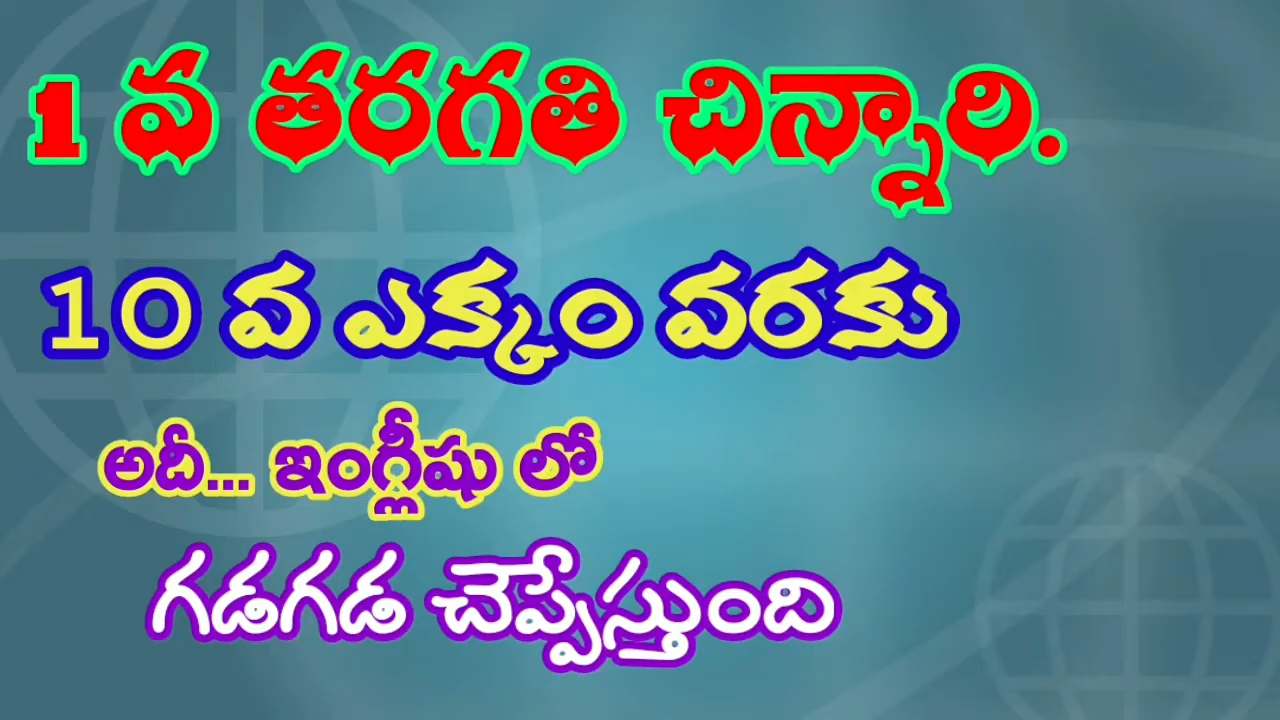 1 వ తరగతి చిన్నారి.
10 వ ఎక్కం వరకు
అదీ... ఇంగ్లీషు లో
గడగడ చెప్పేస్తుంది